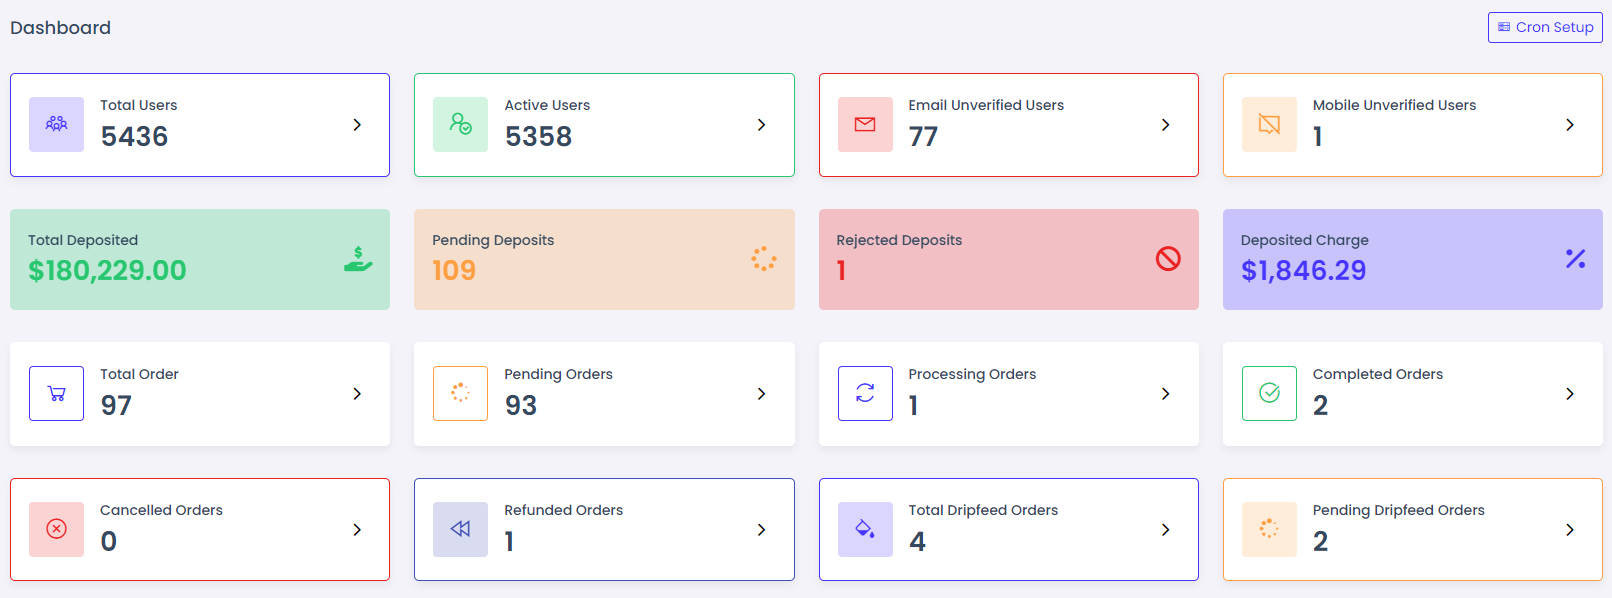 Dashboard
Cron Setup
Total Users
5436
Active Users
5358
Email Unverified Users
77
Mobile Unverified Users
1
Total Deposited
$180,229.00
Pending Deposits
109
Rejected Deposits
1
Deposited Charge
$1,846.29
Total Order
97
Pending Orders
93
Processing Orders
1
Completed Orders
2
Cancelled Orders
0
Refunded Orders
1
Total Dripfeed Orders
4
Pending Dripfeed Orders
2